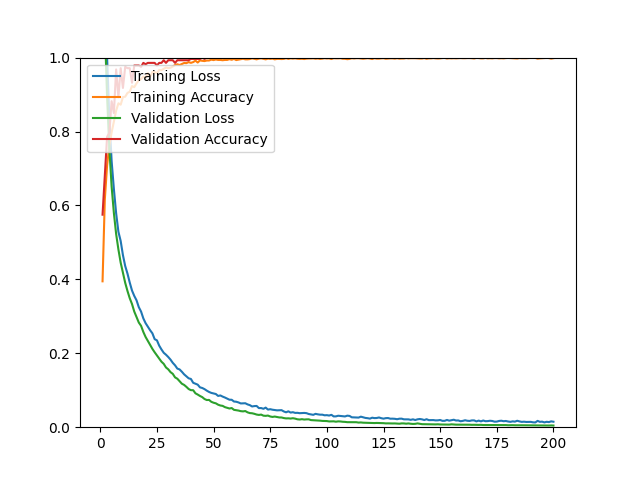 1.0
0.8
0.6
0.4
0.2
0.0
Training Loss
Training Accuracy
Validation Loss
Validation Accuracy
0 25 50 75 100 125 150 175 200